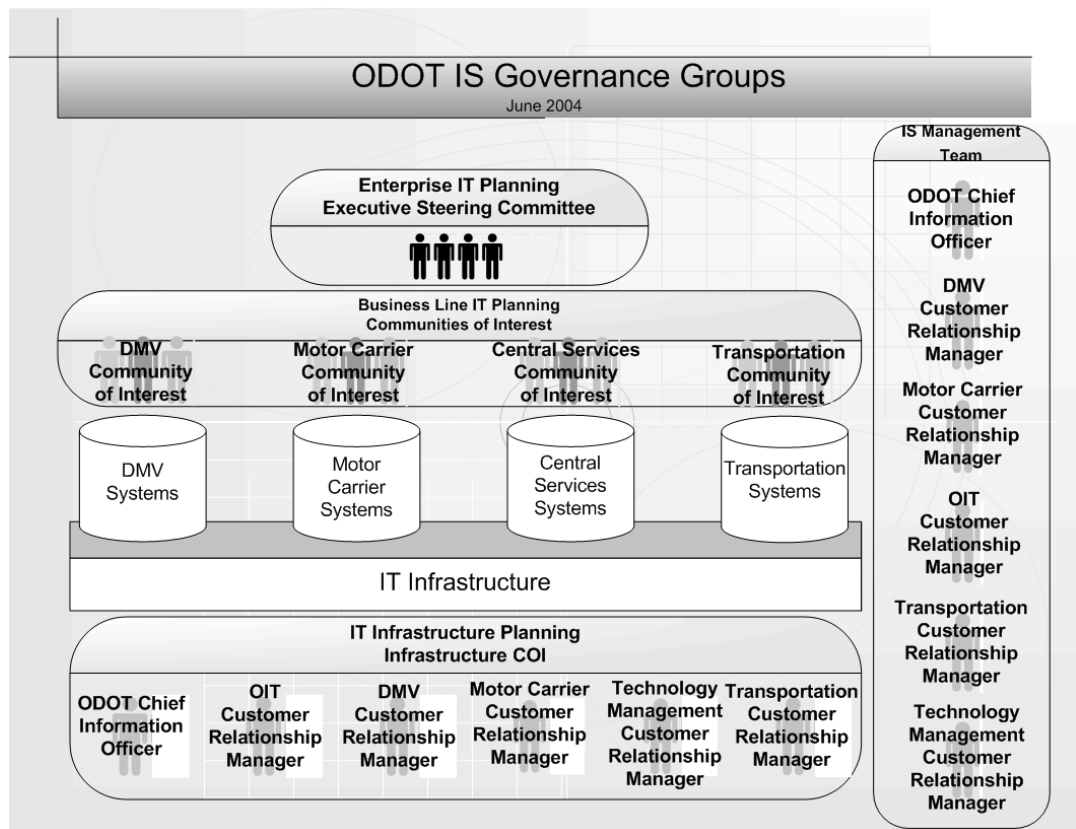 ODOT IS Governance Groups
June 2004
Enterprise IT Planning
Executive Steering Committee
Business Line IT Planning
Communities of Interest
DMV
Community
of Interest
Motor Carrier
Community
of Interest
Central Services
Community
of Interest
Transportation
Community
of Interest
DMV
Systems
Motor
Carrier
Systems
Central
Services
Systems
Transportation
Systems
IT Infrastructure
IT Infrastructure Planning
Infrastructure COI
ODOT Chief
Information
Officer
OIT
Customer
Relationship
Manager
DMV
Customer
Relationship
Manager
Motor Carrier
Customer
Relationship
Manager
Technology
Management
Customer
Relationship
Manager
Transportation
Customer
Relationship
Manager
IS Management
Team
ODOT Chief
Information
Officer
DMV
Customer
Relationship
Manager
Motor Carrier
Customer
Relationship
Manager
OIT
Customer
Relationship
Manager
Transportation
Customer
Relationship
Manager
Technology
Management
Customer
Relationship
Manager